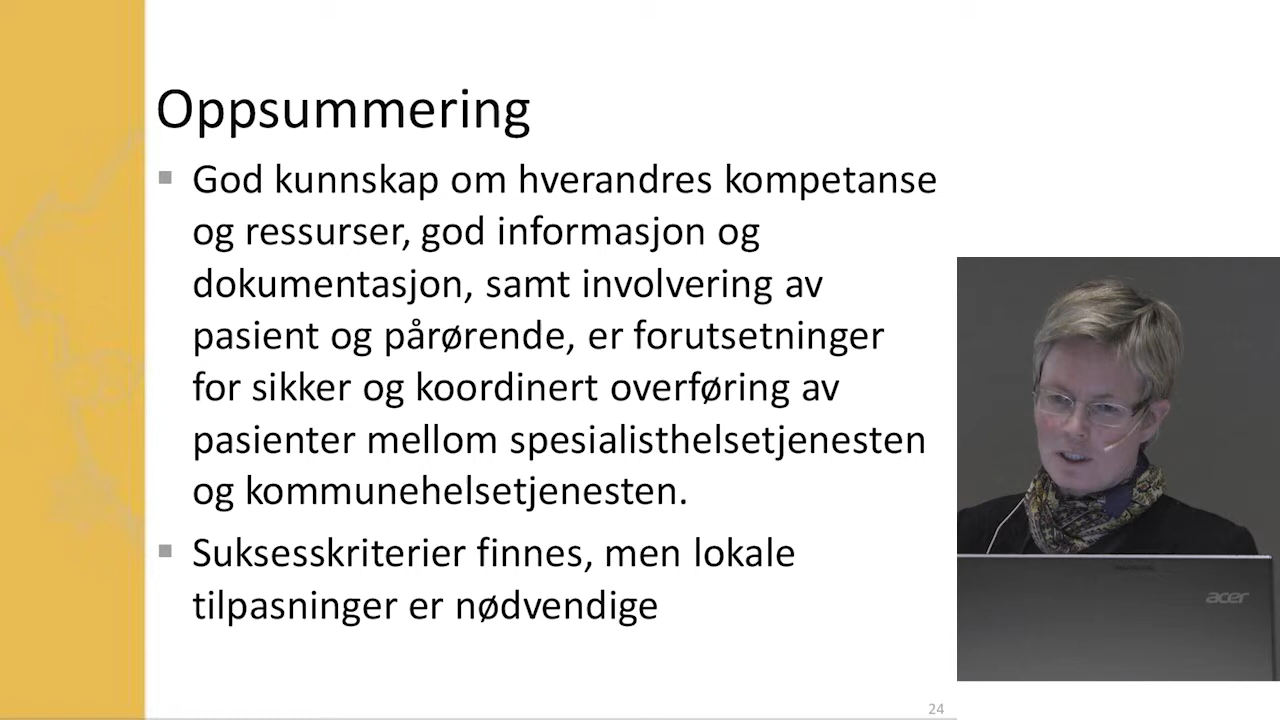 Oppsummering
God kunnskap om hverandres kompetanse
og ressurser, god informasjon og
dokumentasjon, samt involvering av
pasient og pårørende, er forutsetninger
for sikker og koordinert overføring av
pasienter mellom spesialisthelsetjenesten
og kommunehelsetjenesten.
Suksesskriterier finnes, men lokale
tilpasninger er nødvendige
acer
24